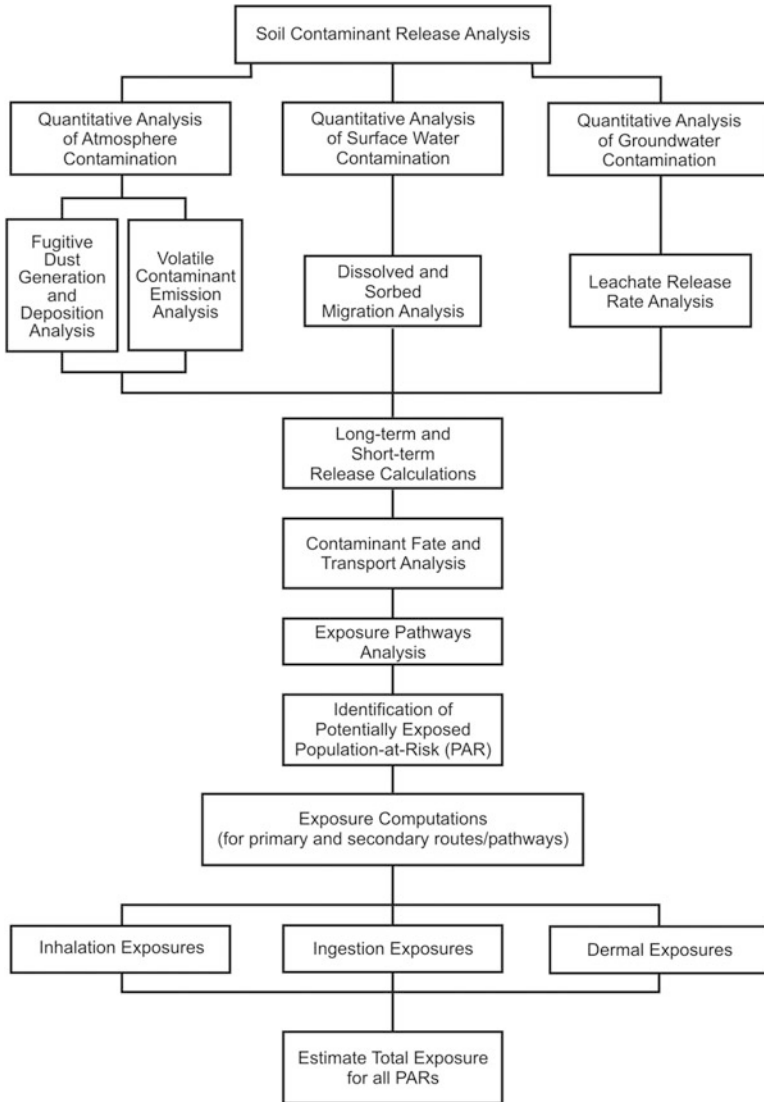 Soil Contaminant Release Analysis
Quantitative Analysis
of Atmosphere
Contamination
Quantitative Analysis
of Surface Water
Contamination
Quantitative Analysis
of Groundwater
Contamination
Fugitive
Dust
Generation
and
Deposition
Analysis
Volatile
Contaminant
Emission
Analysis
Dissolved and
Sorbed
Migration Analysis
Leachate Release
Rate Analysis
Long-term and
Short-term
Release Calculations
Contaminant Fate and
Transport Analysis
Exposure Pathways
Analysis
Identification of
Potentially Exposed
Population-at-Risk (PAR)
Exposure Computations
(for primary and secondary routes/pathways)
Inhalation Exposures
Ingestion Exposures
Dermal Exposures
Estimate Total Exposure
for all PARs